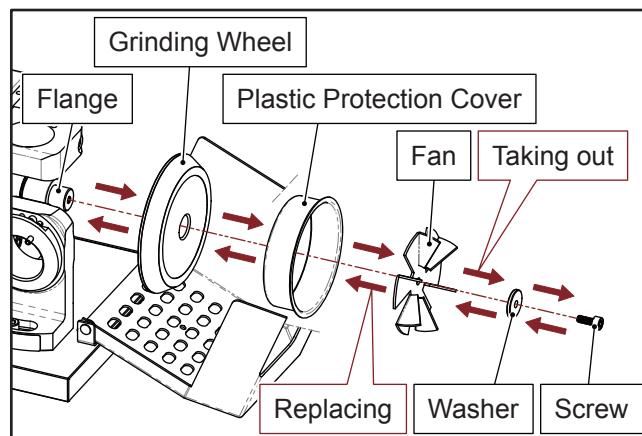 Grinding Wheel
Flange
Plastic Protection Cover
Fan
Taking out
Replacing
Washer
Screw